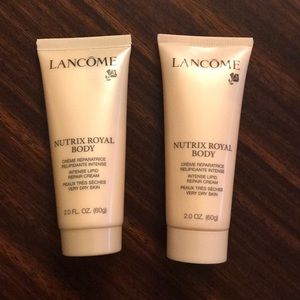 LANCÔME
NUTRIX ROYAL
BODY
CRÈME RÉPARATRICE
RELIPIDANTE INTENSE
INTENSE LIPID
REPAIR CREAM
PEAUX TRÈS SÈCHES
VERY DRY SKIN
2.0 FL. OZ. (60g)
LANCÔME
NUTRIX ROYAL
BODY
CRÈME RÉPARATRICE
RELIPIDANTE INTENSE
INTENSE LIPID
REPAIR CREAM
PEAUX TRÈS SÈCHES
VERY DRY SKIN
2.0 OZ. (60g)